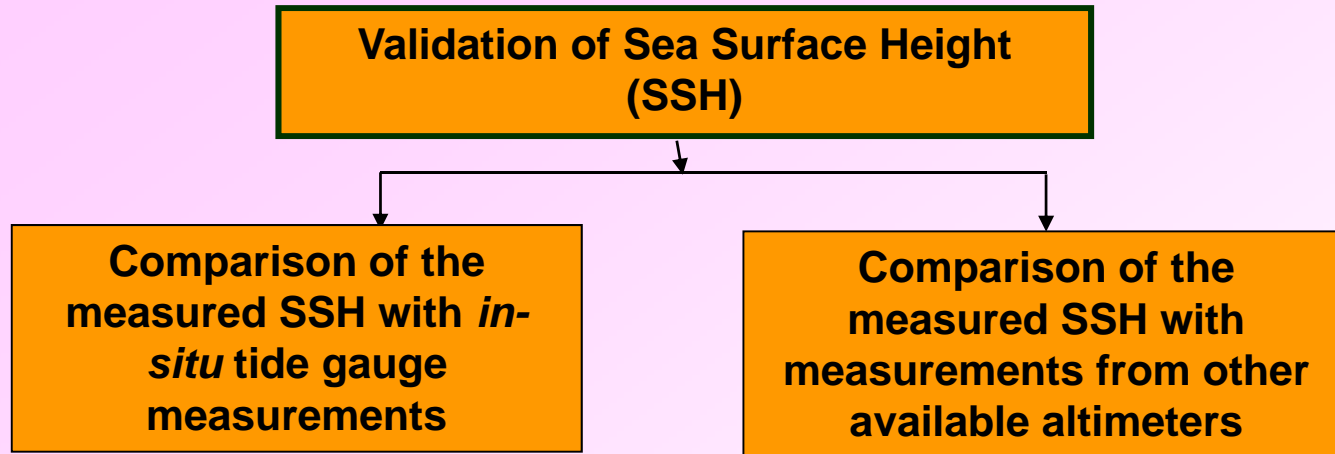 Validation of Sea Surface Height
(SSH)
Comparison of the
measured SSH with in-
situ tide gauge
measurements
Comparison of the
measured SSH with
measurements from other
available altimeters